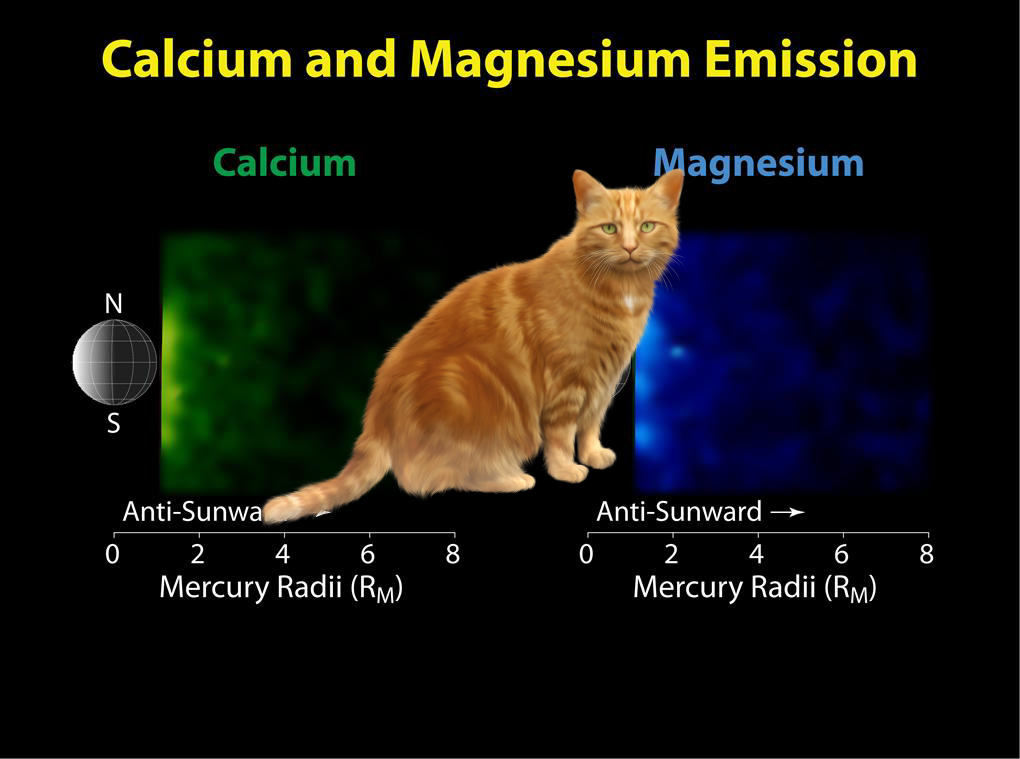 Calcium and Magnesium Emission
Calcium
Magnesium
N
S
Anti-Sunwa
Anti-Sunward
0 2 4 6 8
0 2 4 6 8
Mercury Radii (R_M)
Mercury Radii (R_M)